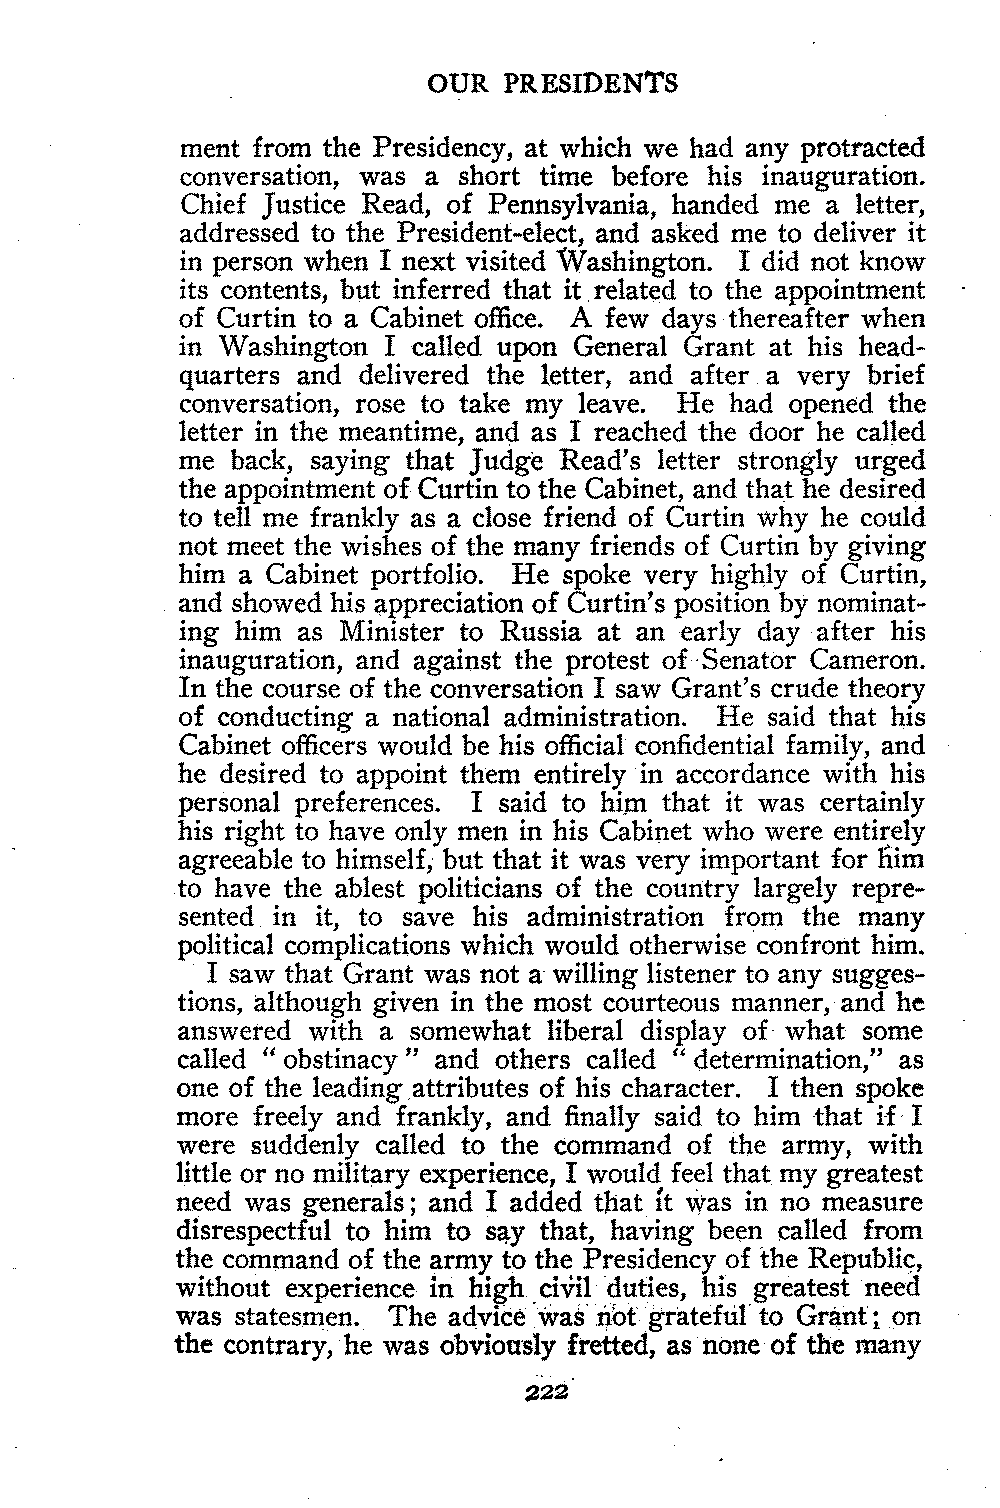 OUR PRESIDENTS
ment from the Presidency, at which we had any protracted
conversation, was a short time before his inauguration.
Chief Justice Read, of Pennsylvania, handed me a letter,
addressed to the President-elect, and asked me to deliver it
in person when I next visited Washington. I did not know
its contents, but inferred that it related to the appointment
of Curtin to a Cabinet office. A few days thereafter when
in Washington I called upon General Grant at his head-
quarters and delivered the letter, and after a very brief
conversation, rose to take my leave. He had opened the
letter in the meantime, and as I reached the door he called
me back, saying that Judge Read's letter strongly urged
the appointment of Curtin to the Cabinet, and that he desired
to tell me frankly as a close friend of Curtin why he could
not meet the wishes of the many friends of Curtin by giving
him a Cabinet portfolio. He spoke very highly of Curtin,
and showed his appreciation of Curtin's position by nominat-
ing him as Minister to Russia at an early day after his
inauguration, and against the protest of Senator Cameron.
In the course of the conversation I saw Grant's crude theory
of conducting a national administration. He said that his
Cabinet officers would be his official confidential family, and
he desired to appoint them entirely in accordance with his
personal preferences. I said to him that it was certainly
his right to have only men in his Cabinet who were entirely
agreeable to himself, but that it was very important for him
to have the ablest politicians of the country largely repre-
sented in it, to save his administration from the many
political complications which would otherwise confront him.
I saw that Grant was not a willing listener to any sugges-
tions, although given in the most courteous manner, and he
answered with a somewhat liberal display of what some
called " obstinacy " and others called " determination," as
one of the leading attributes of his character. I then spoke
more freely and frankly, and finally said to him that if I
were suddenly called to the command of the army, with
little or no military experience, I would feel that my greatest
need was generals; and I added that it was in no measure
disrespectful to him to say that, having been called from
the command of the army to the Presidency of the Republic,
without experience in high civil duties, his greatest need
was statesmen. The advice was not grateful to Grant; on
the contrary, he was obviously fretted, as none of the many
222